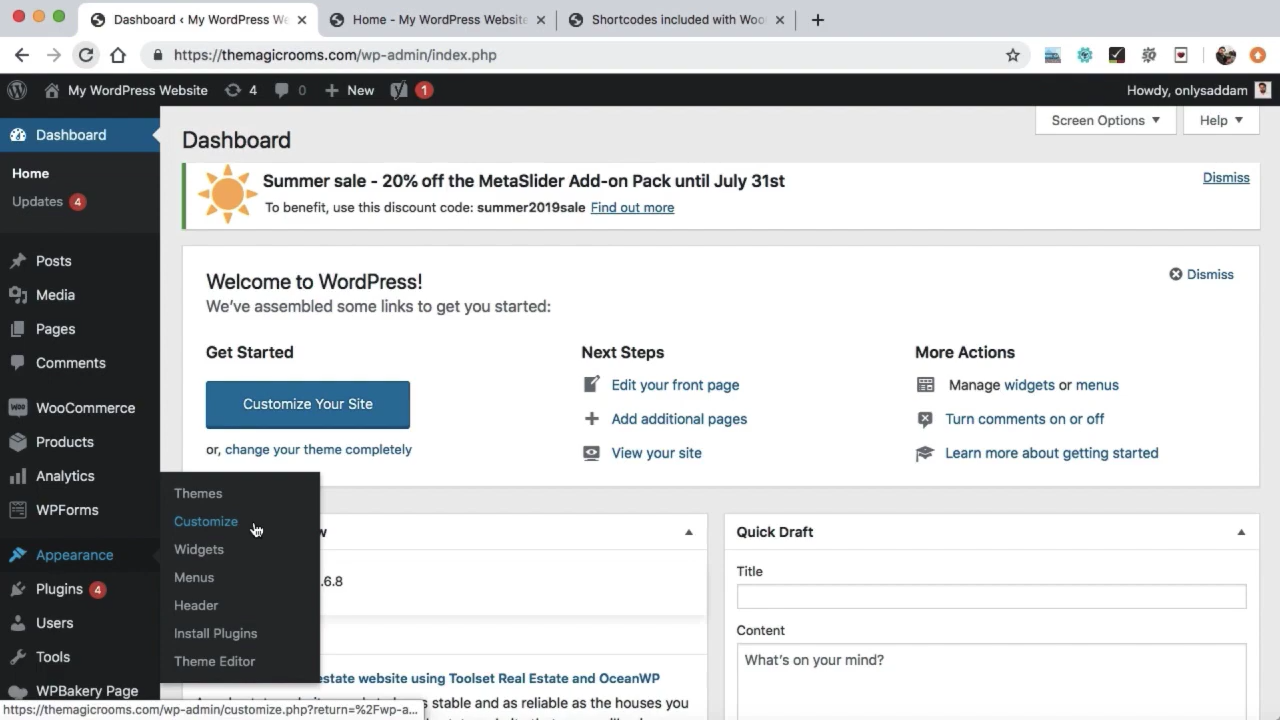 Dashboard ‹ My WordPress We
Home - My WordPress Website
Shortcodes included with Woo
https://themagicrooms.com/wp-admin/index.php
My WordPress Website
4
0
New
1
Howdy, onlysaddam
Dashboard
Home
Updates 4
Posts
Media
Pages
Comments
WooCommerce
Products
Analytics
WPForms
Appearance
Plugins 4
Users
Tools
WPBakery Page
Themes
Customize
Widgets
Menus
Header
Install Plugins
Theme Editor
Dashboard
Screen Options
Help
Summer sale - 20% off the MetaSlider Add-on Pack until July 31st
Dismiss
To benefit, use this discount code: summer2019sale Find out more
Welcome to WordPress!
Dismiss
We've assembled some links to get you started:
Get Started
Customize Your Site
or, change your theme completely
Next Steps
Edit your front page
Add additional pages
View your site
More Actions
Manage widgets or menus
Turn comments on or off
Learn more about getting started
w
.6.8
estate website using Toolset Real Estate and OceanWP
s stable and as reliable as the houses you
Quick Draft
Title
Content
What's on your mind?
https://themagicrooms.com/wp-admin/customize.php?return=%2Fwp-a...